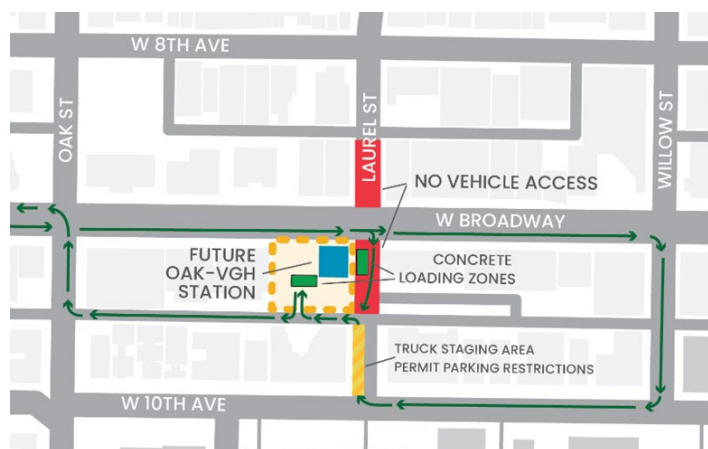 W 8TH AVE
OAK ST
LAUREL ST
WILLOW ST
NO VEHICLE ACCESS
W BROADWAY
FUTURE
OAK-VGH
STATION
CONCRETE
LOADING ZONES
TRUCK STAGING AREA
PERMIT PARKING RESTRICTIONS
W 10TH AVE